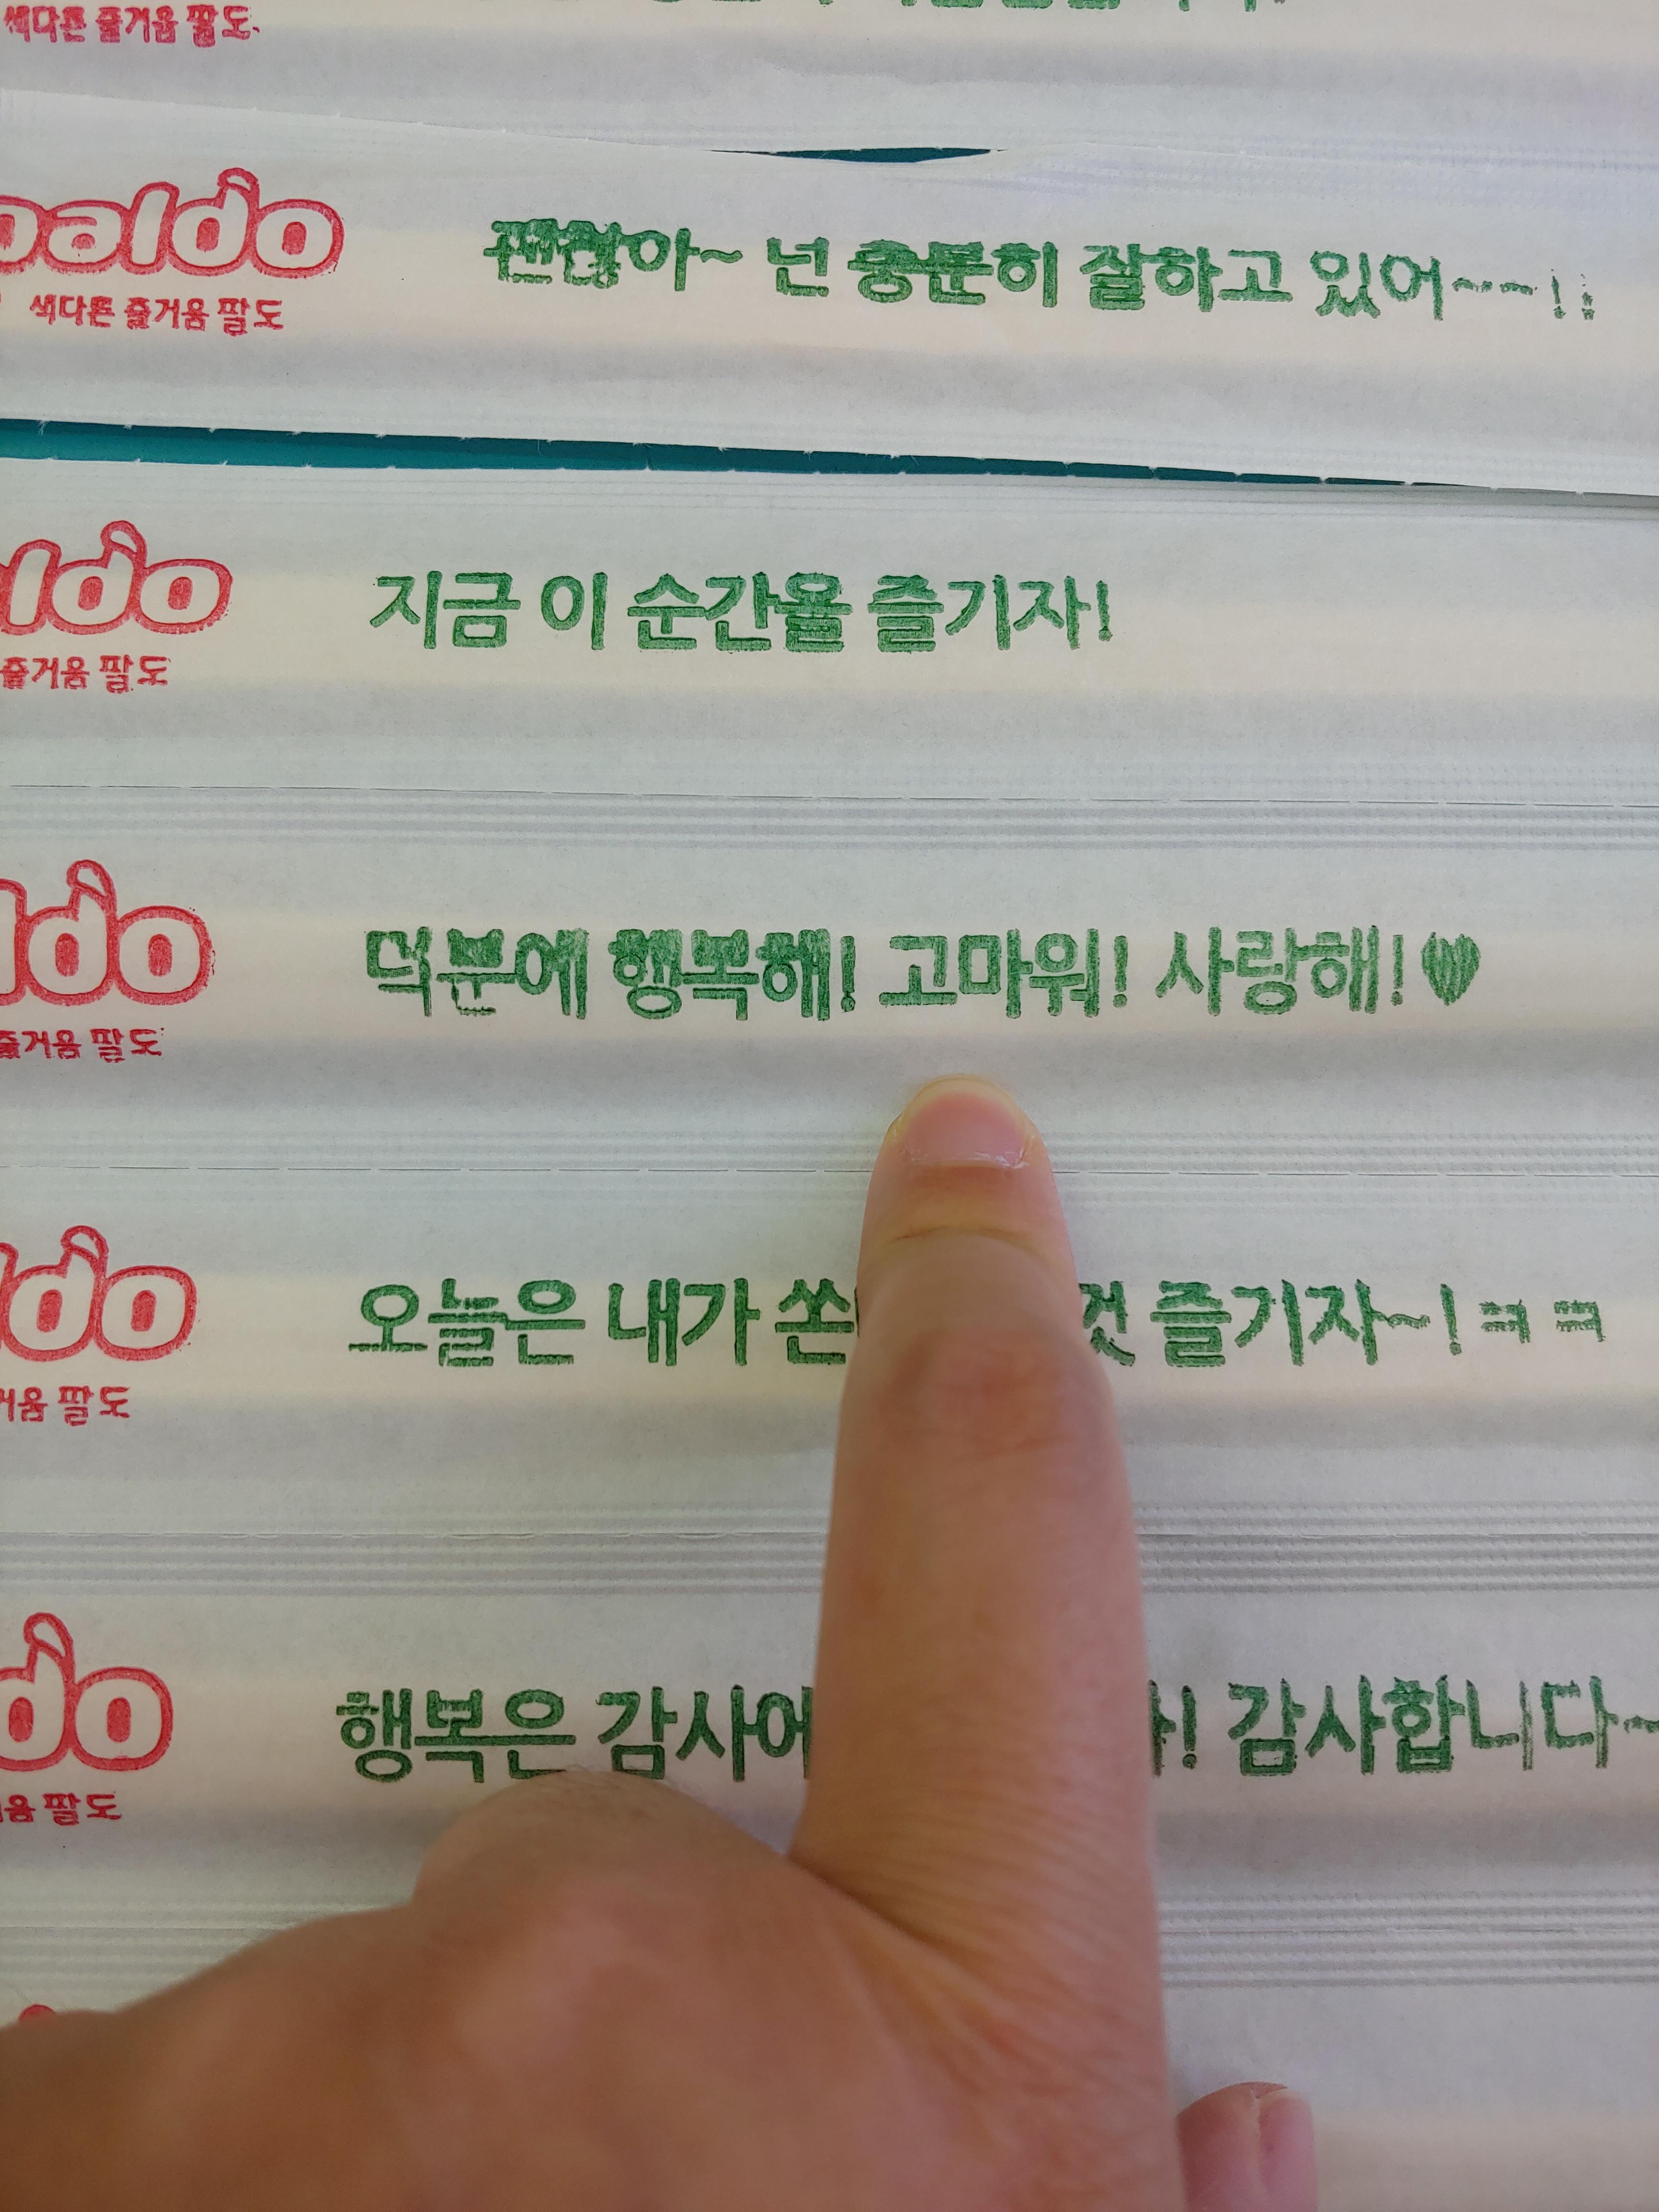 색다른 즐거움 팔도
paldo
괜찮아~ 넌 충분히 잘하고 있어~~!!
색다른 즐거움 팔도
ldo
지금 이 순간을 즐기자!
즐거움 팔도
ldo
덕분에 행복해! 고마워! 사랑해!♥
즐거움 팔도
do
오늘은 내가 쏜 즐기자~! ㅋㅋ
거움 팔도
do
행복은 감사에 감사합니다~
움 팔도